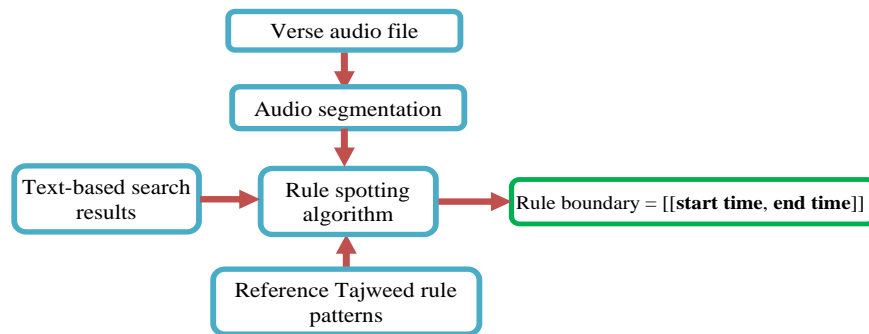 Verse audio file
Audio segmentation
Text-based search
results
Rule spotting
algorithm
Rule boundary = [[start time, end time]]
Reference Tajweed rule
patterns